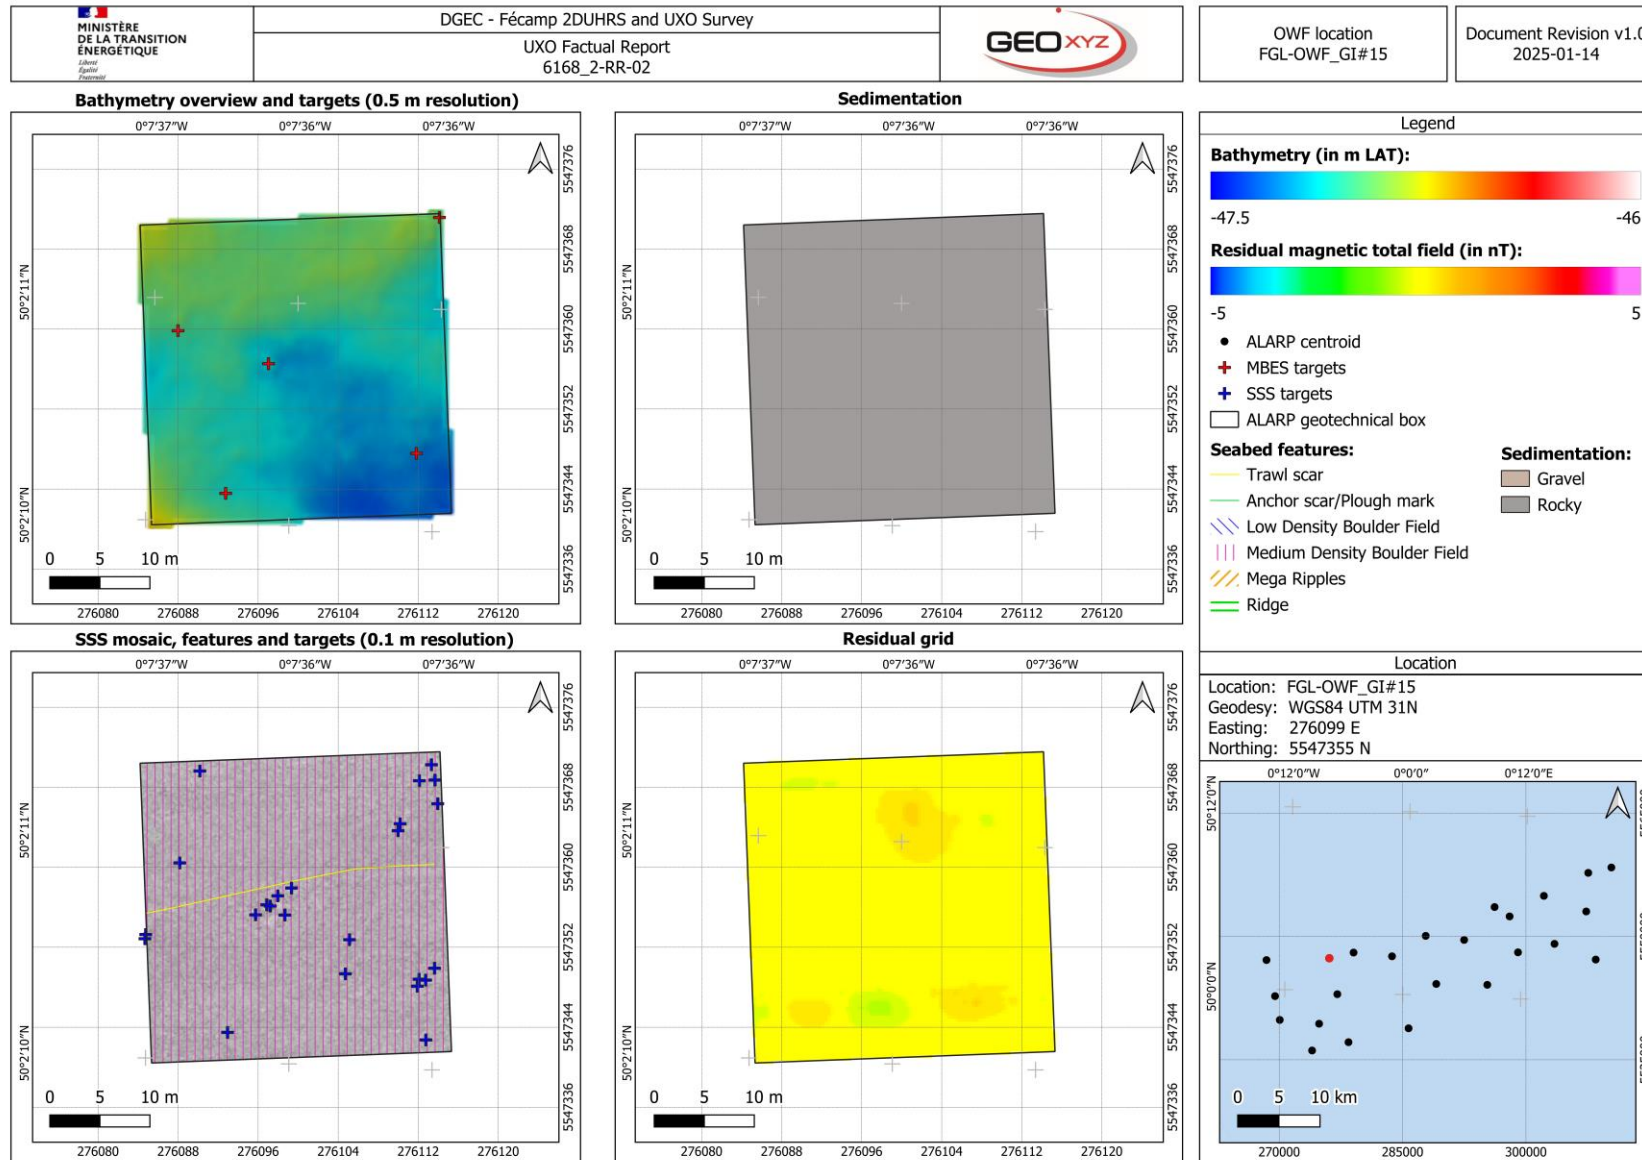 MINISTÈRE
DE LA TRANSITION
ÉNERGÉTIQUE
Liberté
Égalité
Fraternité
DGEC - Fécamp 2DUHRS and UXO Survey
UXO Factual Report
6168_2-RR-02
GEOXYZ
OWF location
FGL-OWF_GI#15
Document Revision v1.0
2025-01-14
Bathymetry overview and targets (0.5 m resolution)
0°7'37"W 0°7'36"W 0°7'36"W
5547376
5547368
5547360
5547352
5547344
5547336
50°2'11"N
50°2'10"N
0 5 10 m
276080 276088 276096 276104 276112 276120
Sedimentation
0°7'37"W 0°7'36"W 0°7'36"W
5547376
5547368
5547360
5547352
5547344
5547336
50°2'11"N
50°2'10"N
0 5 10 m
276080 276088 276096 276104 276112 276120
Legend
Bathymetry (in m LAT):
-47.5 -46
Residual magnetic total field (in nT):
-5 5
ALARP centroid
MBES targets
SSS targets
ALARP geotechnical box
Seabed features:
Trawl scar
Anchor scar/Plough mark
Low Density Boulder Field
Medium Density Boulder Field
Mega Ripples
Ridge
Sedimentation:
Gravel
Rocky
SSS mosaic, features and targets (0.1 m resolution)
0°7'37"W 0°7'36"W 0°7'36"W
5547376
5547368
5547360
5547352
5547344
5547336
50°2'11"N
50°2'10"N
0 5 10 m
276080 276088 276096 276104 276112 276120
Residual grid
0°7'37"W 0°7'36"W 0°7'36"W
5547376
5547368
5547360
5547352
5547344
5547336
50°2'11"N
50°2'10"N
0 5 10 m
276080 276088 276096 276104 276112 276120
Location
Location: FGL-OWF_GI#15
Geodesy: WGS84 UTM 31N
Easting: 276099 E
Northing: 5547355 N
0°12'0"W 0°0'0" 0°12'0"E
50°12'0"N
50°0'0"N
0 5 10 km
270000 285000 300000